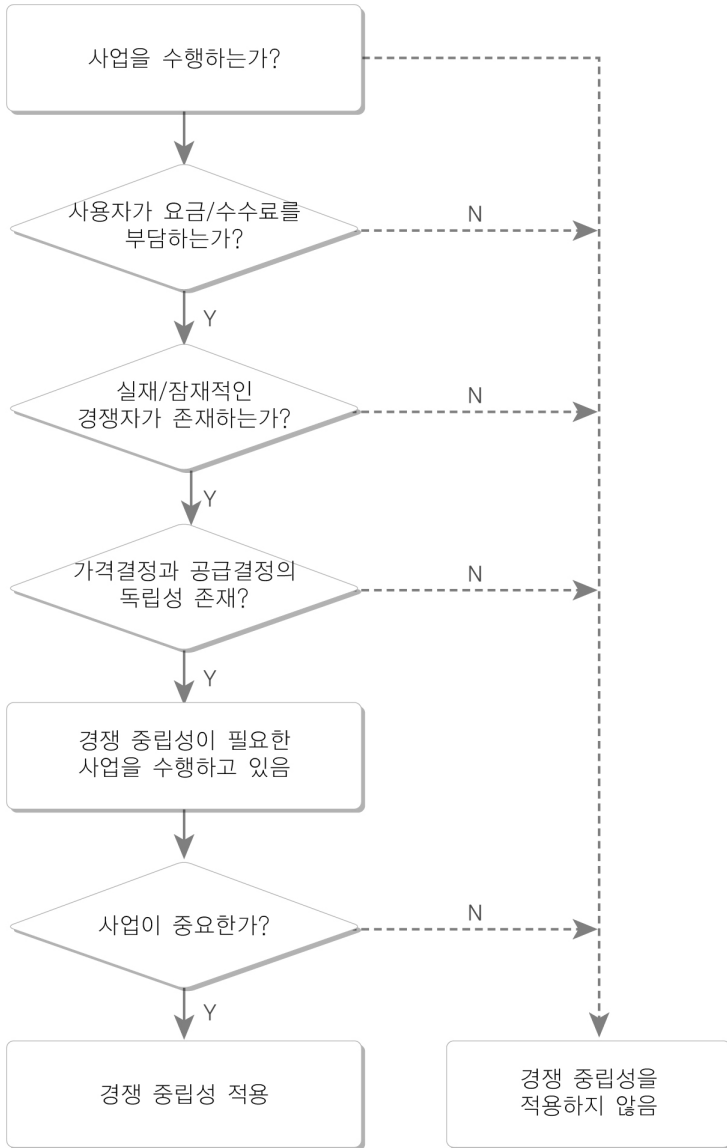 사업을 수행하는가?
사용자가 요금/수수료를
부담하는가?
N
Y
실재/잠재적인
경쟁자가 존재하는가?
N
Y
가격결정과 공급결정의
독립성 존재?
N
Y
경쟁 중립성이 필요한
사업을 수행하고 있음
사업이 중요한가?
N
Y
경쟁 중립성 적용
경쟁 중립성을
적용하지 않음